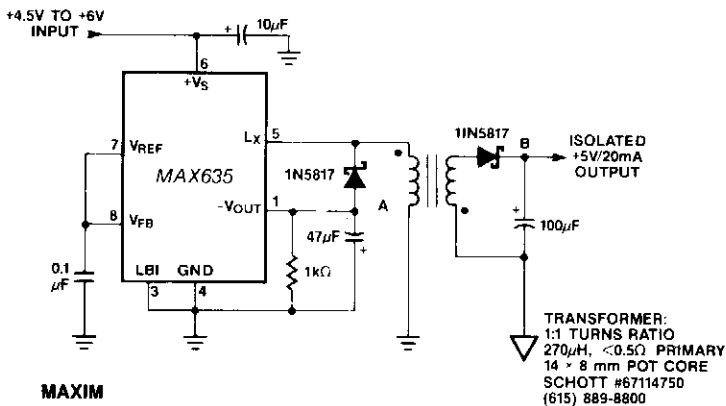 +4.5V TO +6V
INPUT
+
10µF
6
+VS
7
VREF
MAX635
LX
5
1N5817
1IN5817
B
ISOLATED
+5V/20mA
OUTPUT
8
VFB
-VOUT
1
A
47µF
+
+
100µF
0.1
µF
LBI
GND
3
4
1kΩ
TRANSFORMER:
1:1 TURNS RATIO
270µH, <0.5Ω PRIMARY
14 × 8 mm POT CORE
SCHOTT #67114750
(615) 889-8800
MAXIM